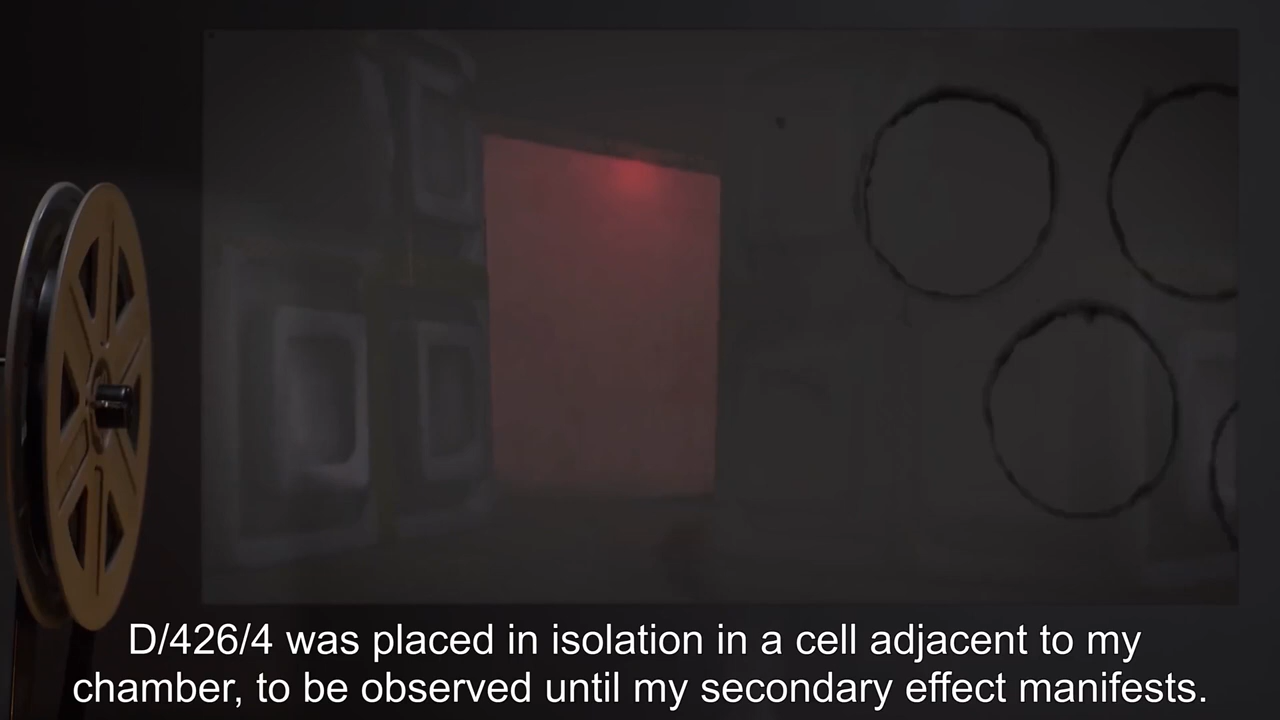 D/426/4 was placed in isolation in a cell adjacent to my
chamber, to be observed until my secondary effect manifests.